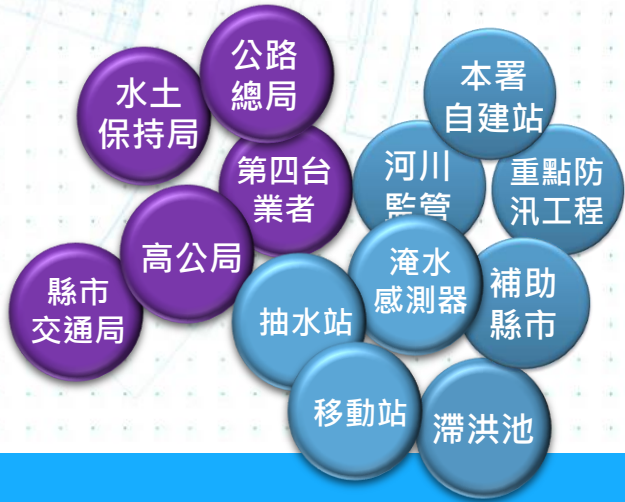 公路
總局
水土
保持局
第四台
業者
高公局
縣市
交通局
本署
自建站
河川
監管
重點防
汛工程
淹水
感測器
補助
縣市
抽水站
移動站
滯洪池